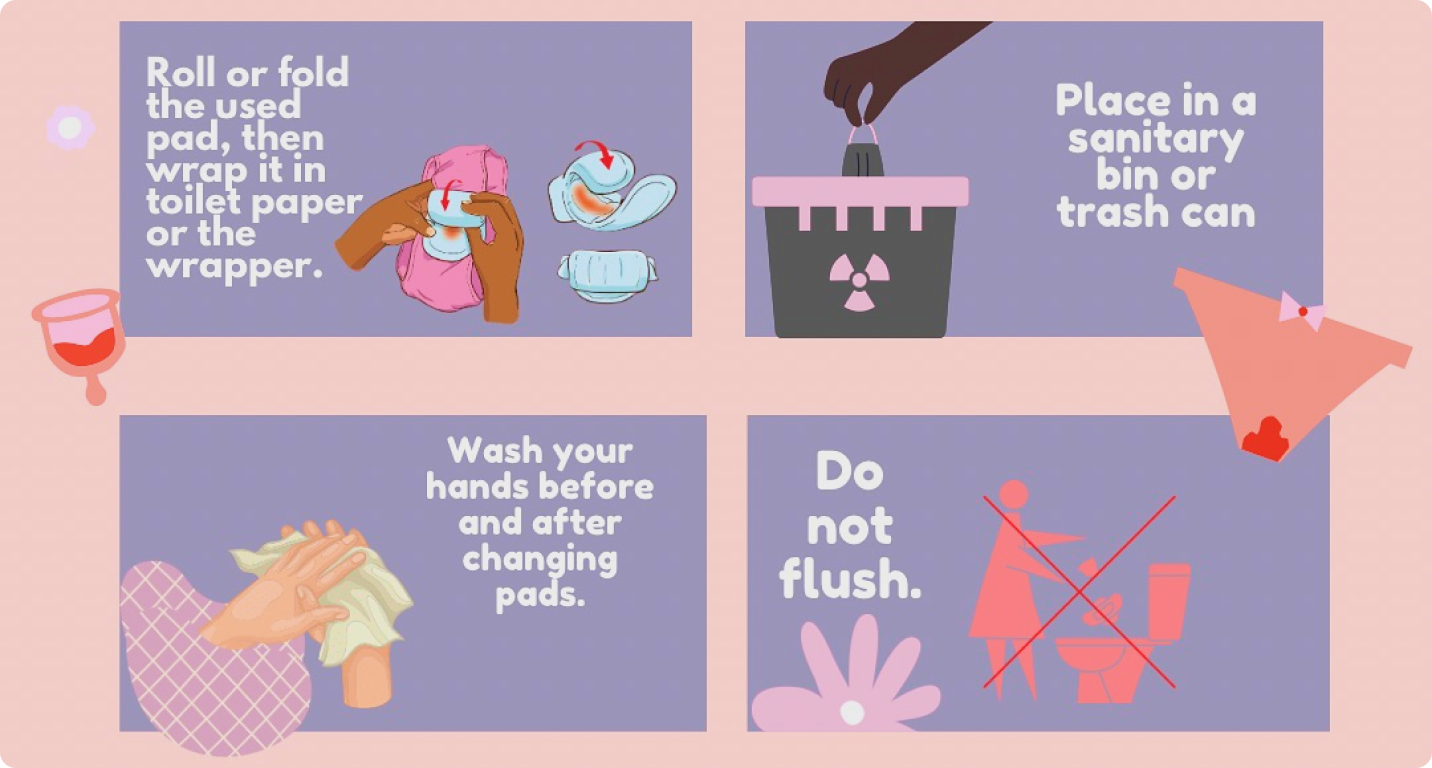 Roll or fold
the used
pad, then
wrap it in
toilet paper
or the
wrapper.
Place in a
sanitary
bin or
trash can
Wash your
hands before
and after
changing
pads.
Do
not
flush.